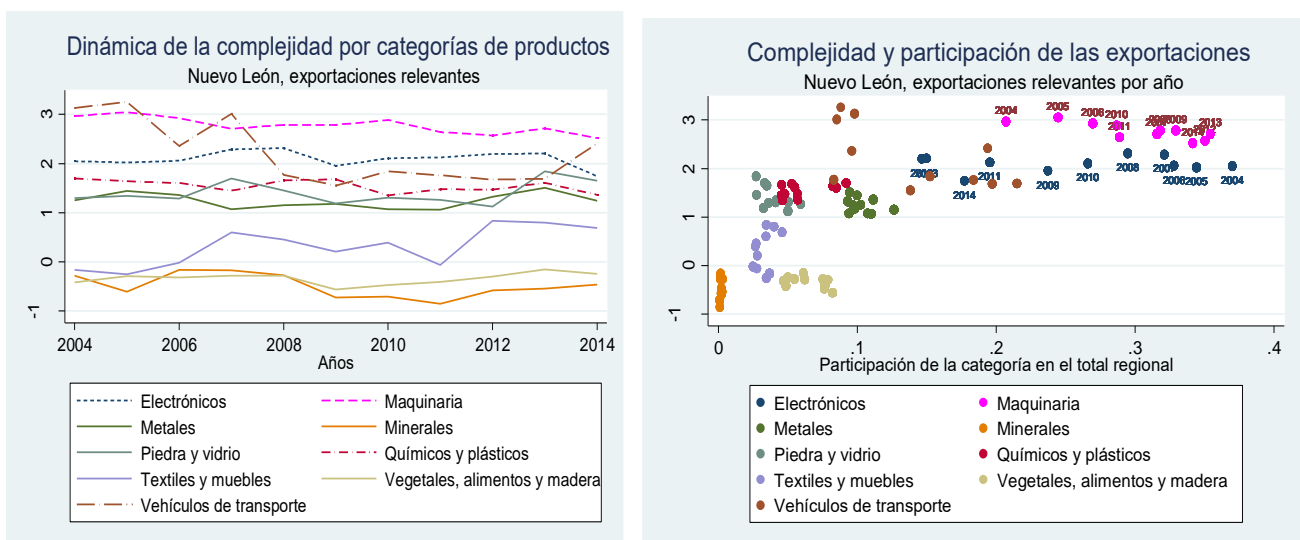 Dinámica de la complejidad por categorías de productos
Nuevo León, exportaciones relevantes
3
2
1
0
-1
2004 2006 2008 2010 2012 2014
Años
Electrónicos Maquinaria
Metales Minerales
Piedra y vidrio Químicos y plásticos
Textiles y muebles Vegetales, alimentos y madera
Vehículos de transporte
Complejidad y participación de las exportaciones
Nuevo León, exportaciones relevantes por año
3
2
1
0
-1
2004 2005 2006 2010
2011 2009 2013
2014 2011 2009 2010 2008 2007 2006 2005 2004
0 .1 .2 .3 .4
Participación de la categoría en el total regional
Electrónicos Maquinaria
Metales Minerales
Piedra y vidrio Químicos y plásticos
Textiles y muebles Vegetales, alimentos y madera
Vehículos de transporte